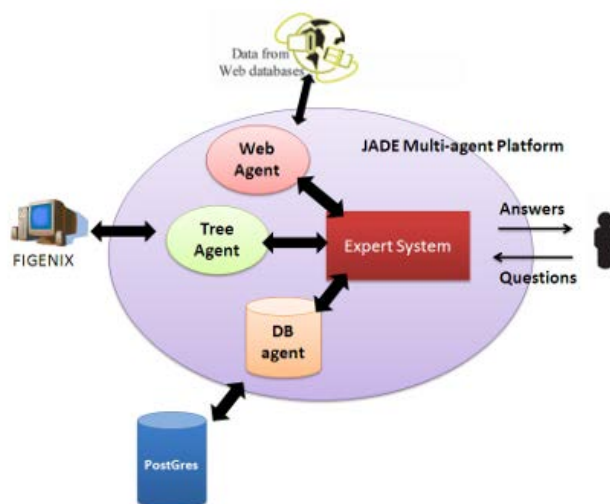 Data from
Web databases
JADE Multi-agent Platform
Web
Agent
Tree
Agent
Expert System
Answers
Questions
FIGENIX
DB
agent
PostGres